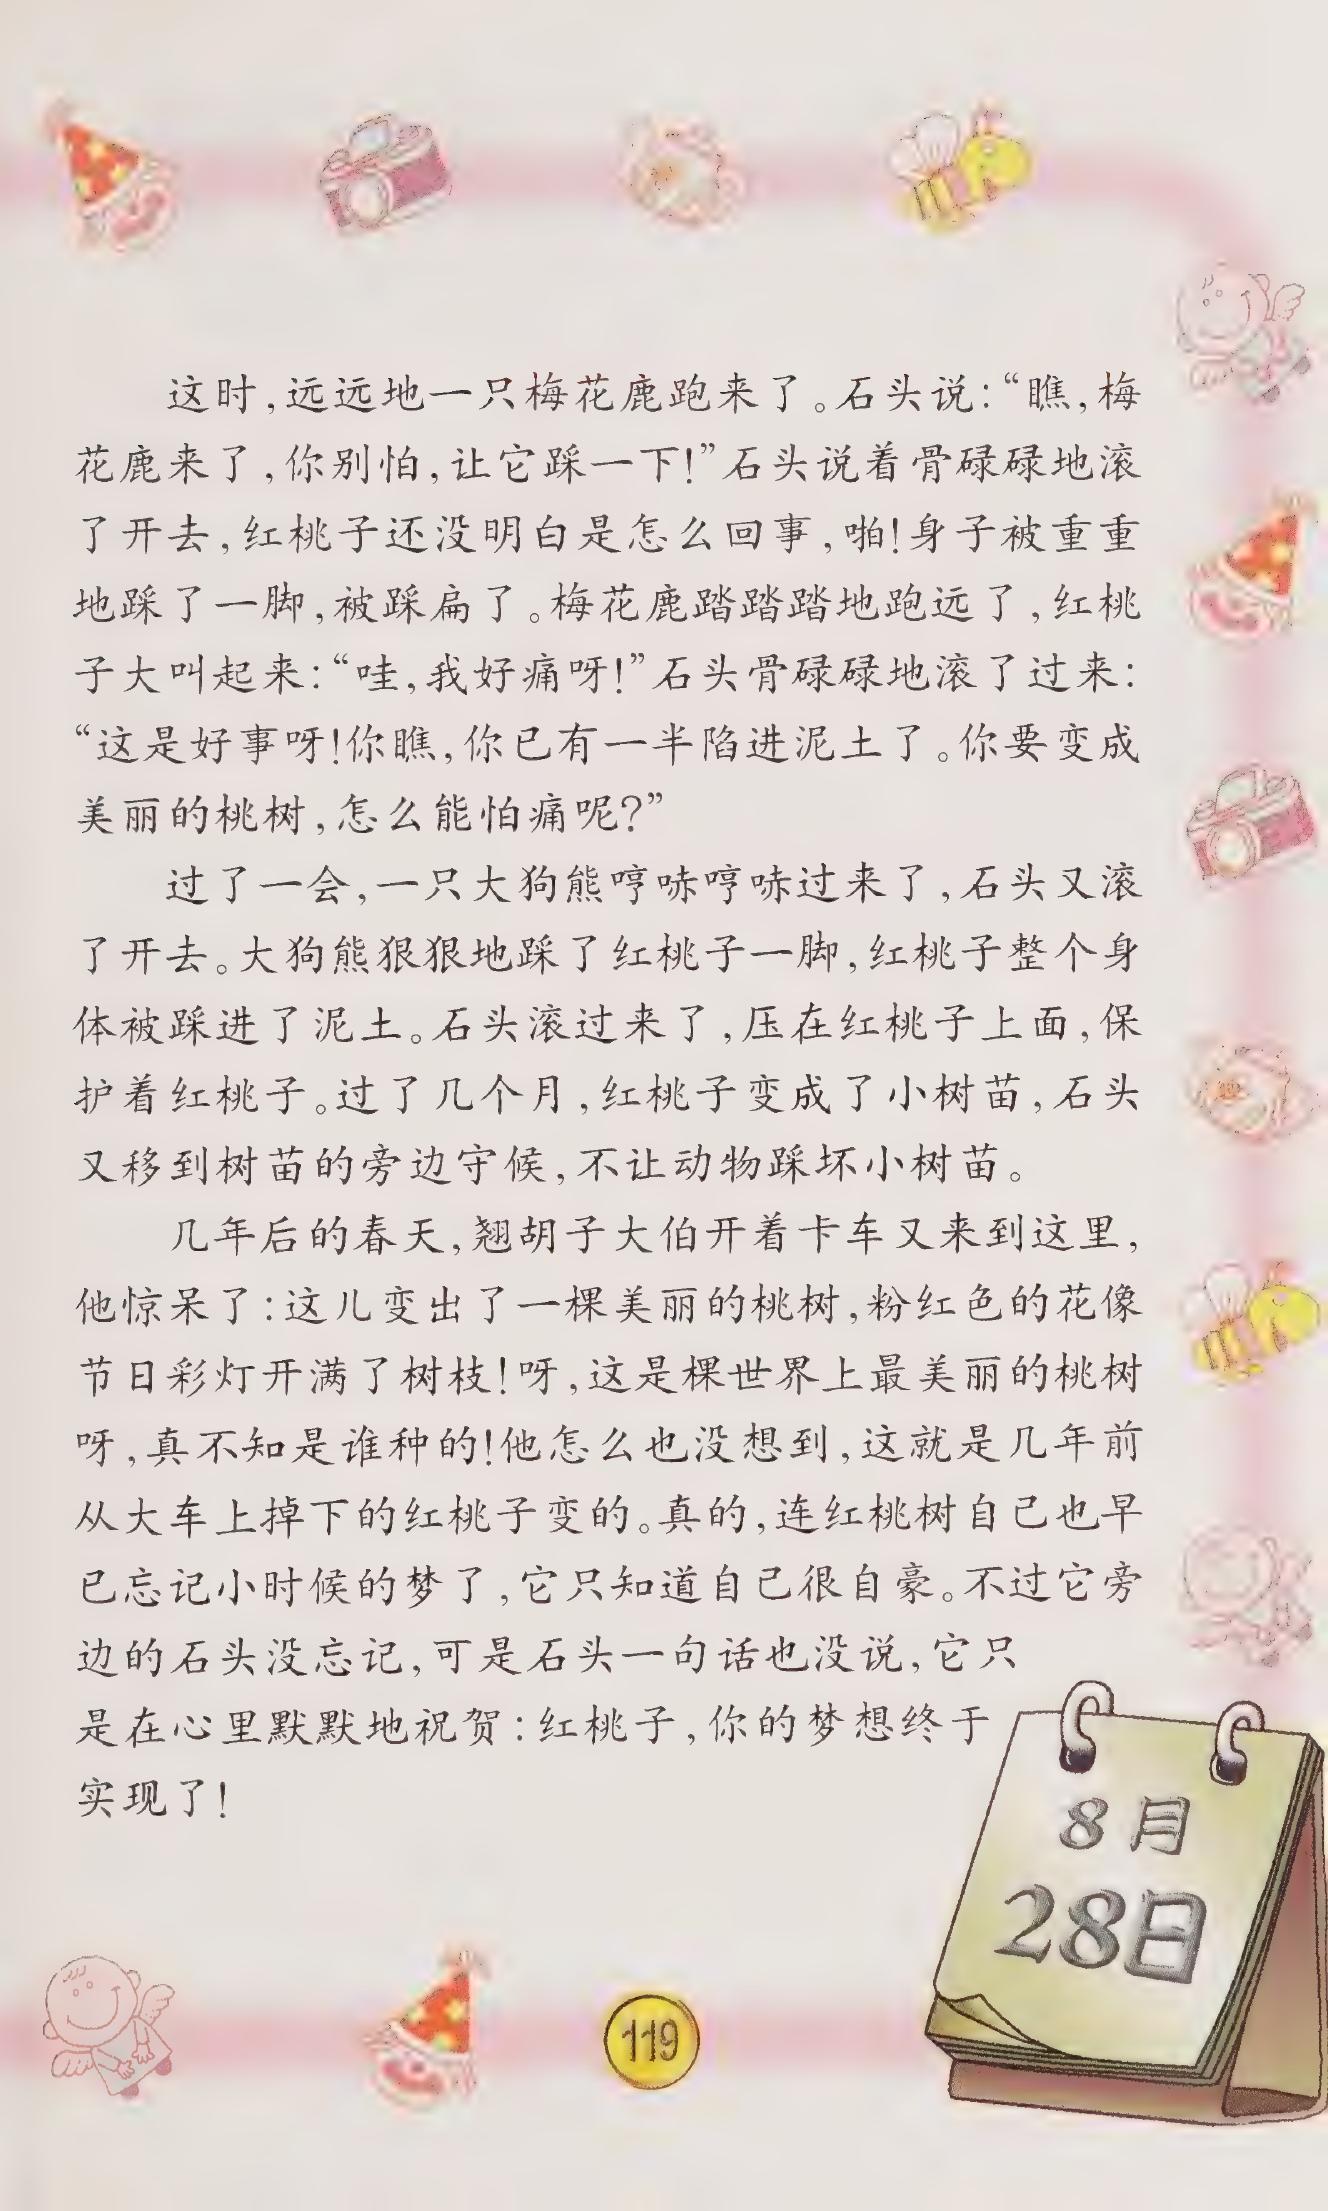 这时,远远地一只梅花鹿跑来了。石头说:“瞧,梅
花鹿来了,你别怕,让它踩一下!”石头说着骨碌碌地滚
了开去,红桃子还没明白是怎么回事,啪!身子被重重
地踩了一脚,被踩扁了。梅花鹿踏踏踏地跑远了,红桃
子大叫起来:“哇,我好痛呀!”石头骨碌碌地滚了过来:
“这是好事呀!你瞧,你已有一半陷进泥土了。你要变成
美丽的桃树,怎么能怕痛呢?”
过了一会,一只大狗熊哼哧哼哧过来了,石头又滚
了开去。大狗熊狠狠地踩了红桃子一脚,红桃子整个身
体被踩进了泥土。石头滚过来了,压在红桃子上面,保
护着红桃子。过了几个月,红桃子变成了小树苗,石头
又移到树苗的旁边守候,不让动物踩坏小树苗。
几年后的春天,翘胡子大伯开着卡车又来到这里,
他惊呆了:这儿变出了一棵美丽的桃树,粉红色的花像
节日彩灯开满了树枝!呀,这是棵世界上最美丽的桃树
呀,真不知是谁种的!他怎么也没想到,这就是几年前
从大车上掉下的红桃子变的。真的,连红桃树自己也早
已忘记小时候的梦了,它只知道自己很自豪。不过它旁
边的石头没忘记,可是石头一句话也没说,它只
是在心里默默地祝贺:红桃子,你的梦想终于
实现了!
8月
28日
119